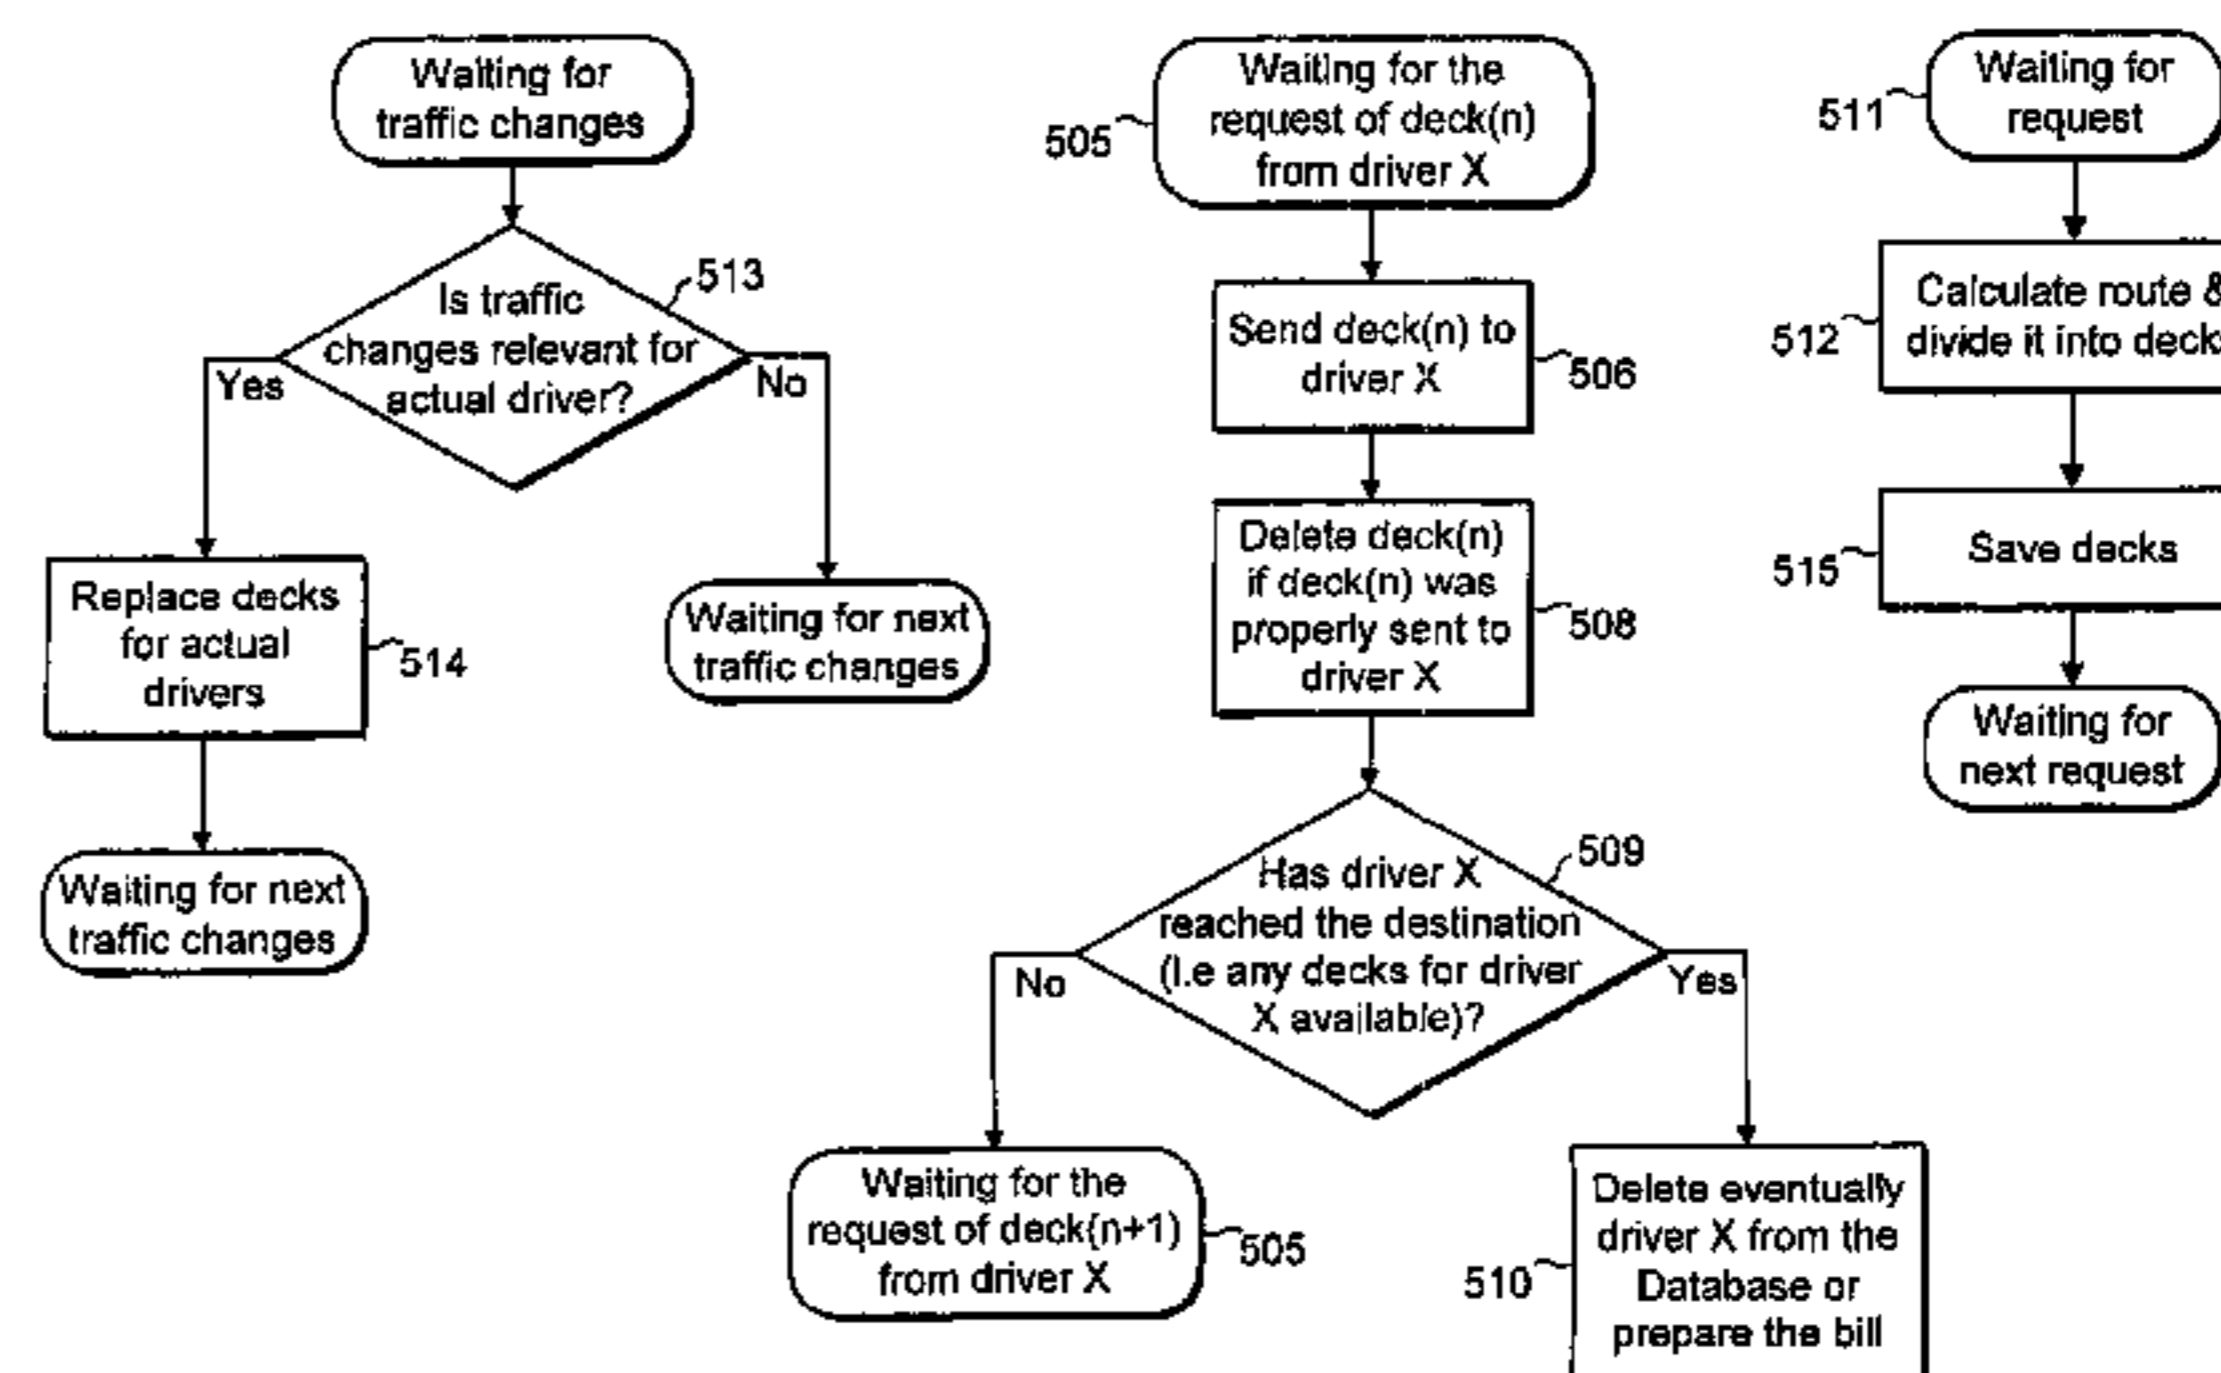 Waiting for
traffic changes
513
Is traffic
changes relevant for
actual driver?
Yes
No
Replace decks
for actual
drivers
514
Waiting for next
traffic changes
Waiting for next
traffic changes
505
Waiting for the
request of deck(n)
from driver X
Send deck(n) to
driver X
506
Delete deck(n)
if deck(n) was
properly sent to
driver X
508
509
Has driver X
reached the destination
(I.e any decks for driver
X available)?
No
Yes
Waiting for the
request of deck(n+1)
from driver X
505
510
Delete eventually
driver X from the
Database or
prepare the bill
511
Waiting for
request
512
Calculate route &
divide it into deck
515
Save decks
Waiting for
next request